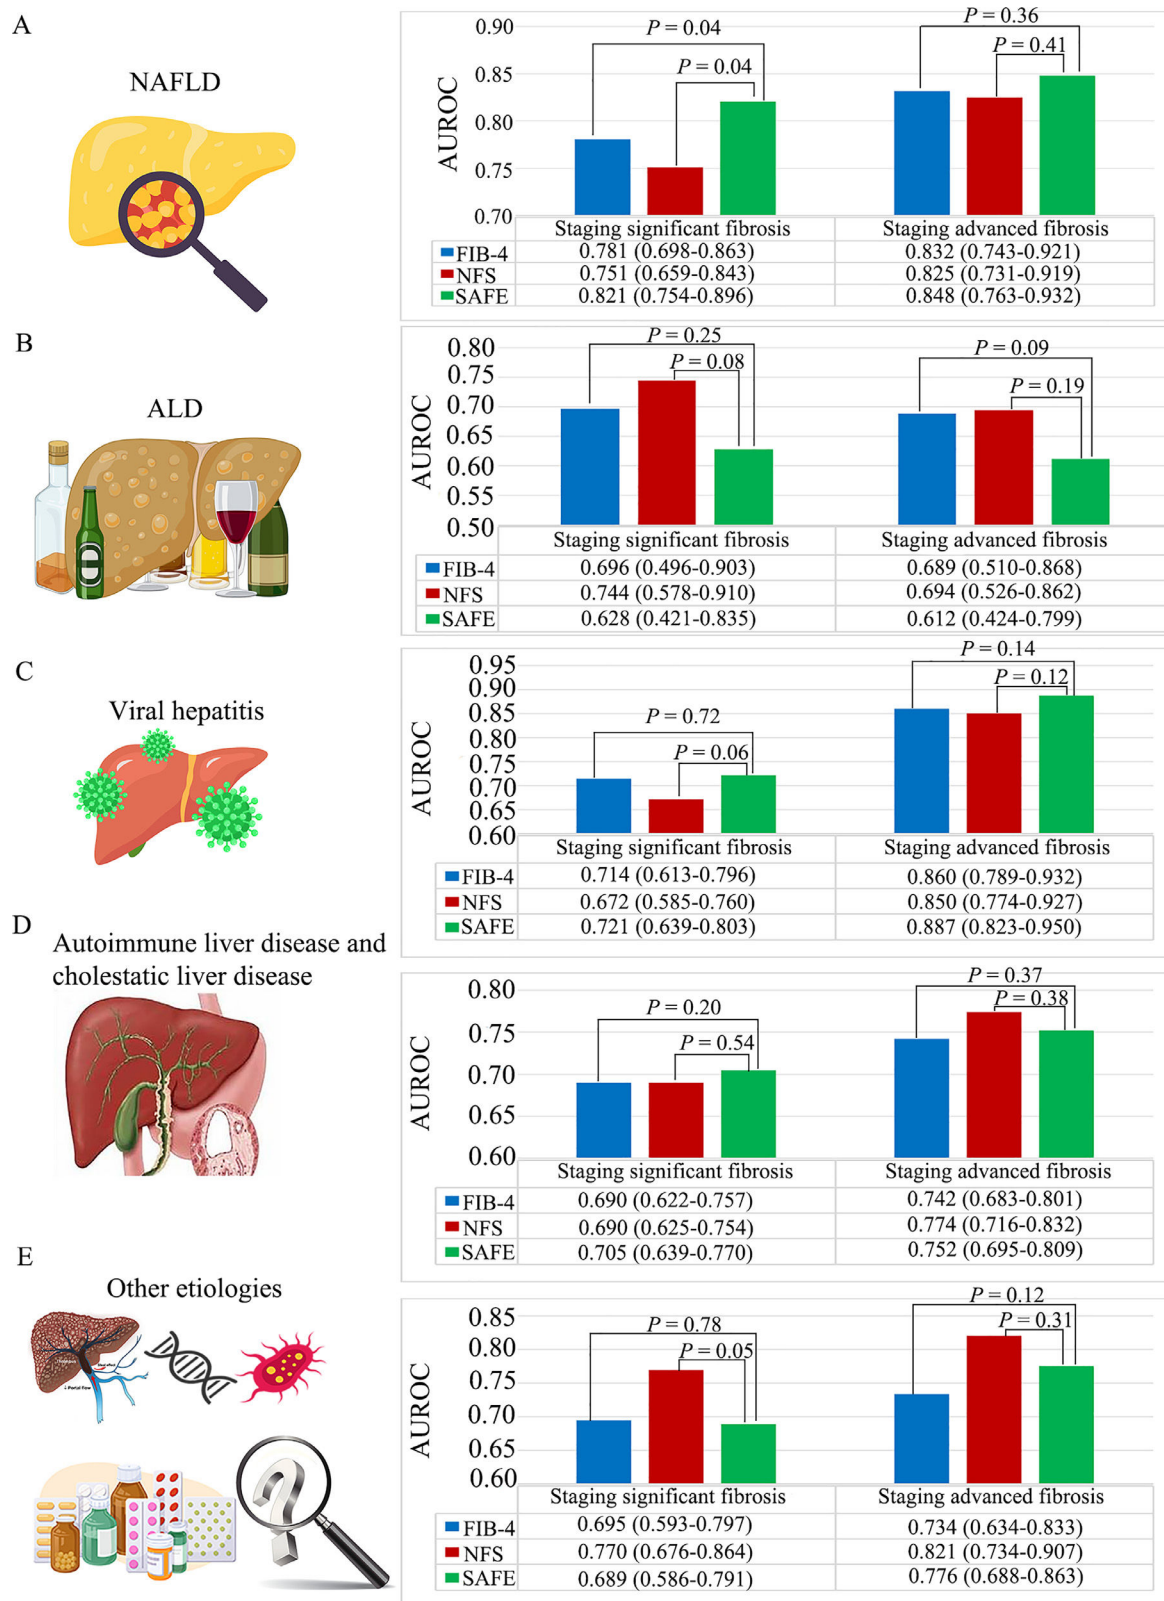 A
NAFLD
AUROC
0.90
0.85
0.80
0.75
0.70
P = 0.04
P = 0.04
P = 0.36
P = 0.41
Staging significant fibrosis Staging advanced fibrosis
FIB-4 0.781 (0.698-0.863) 0.832 (0.743-0.921)
NFS 0.751 (0.659-0.843) 0.825 (0.731-0.919)
SAFE 0.821 (0.754-0.896) 0.848 (0.763-0.932)
B
ALD
AUROC
0.80
0.75
0.70
0.65
0.60
0.55
0.50
P = 0.25
P = 0.08
P = 0.09
P = 0.19
Staging significant fibrosis Staging advanced fibrosis
FIB-4 0.696 (0.496-0.903) 0.689 (0.510-0.868)
NFS 0.744 (0.578-0.910) 0.694 (0.526-0.862)
SAFE 0.628 (0.421-0.835) 0.612 (0.424-0.799)
C
Viral hepatitis
AUROC
0.95
0.90
0.85
0.80
0.75
0.70
0.65
0.60
P = 0.72
P = 0.06
P = 0.14
P = 0.12
Staging significant fibrosis Staging advanced fibrosis
FIB-4 0.714 (0.613-0.796) 0.860 (0.789-0.932)
NFS 0.672 (0.585-0.760) 0.850 (0.774-0.927)
SAFE 0.721 (0.639-0.803) 0.887 (0.823-0.950)
D
Autoimmune liver disease and
cholestatic liver disease
AUROC
0.80
0.75
0.70
0.65
0.60
P = 0.20
P = 0.54
P = 0.37
P = 0.38
Staging significant fibrosis Staging advanced fibrosis
FIB-4 0.690 (0.622-0.757) 0.742 (0.683-0.801)
NFS 0.690 (0.625-0.754) 0.774 (0.716-0.832)
SAFE 0.705 (0.639-0.770) 0.752 (0.695-0.809)
E
Other etiologies
Portal flow
AUROC
0.85
0.80
0.75
0.70
0.65
0.60
P = 0.78
P = 0.05
P = 0.12
P = 0.31
Staging significant fibrosis Staging advanced fibrosis
FIB-4 0.695 (0.593-0.797) 0.734 (0.634-0.833)
NFS 0.770 (0.676-0.864) 0.821 (0.734-0.907)
SAFE 0.689 (0.586-0.791) 0.776 (0.688-0.863)
?